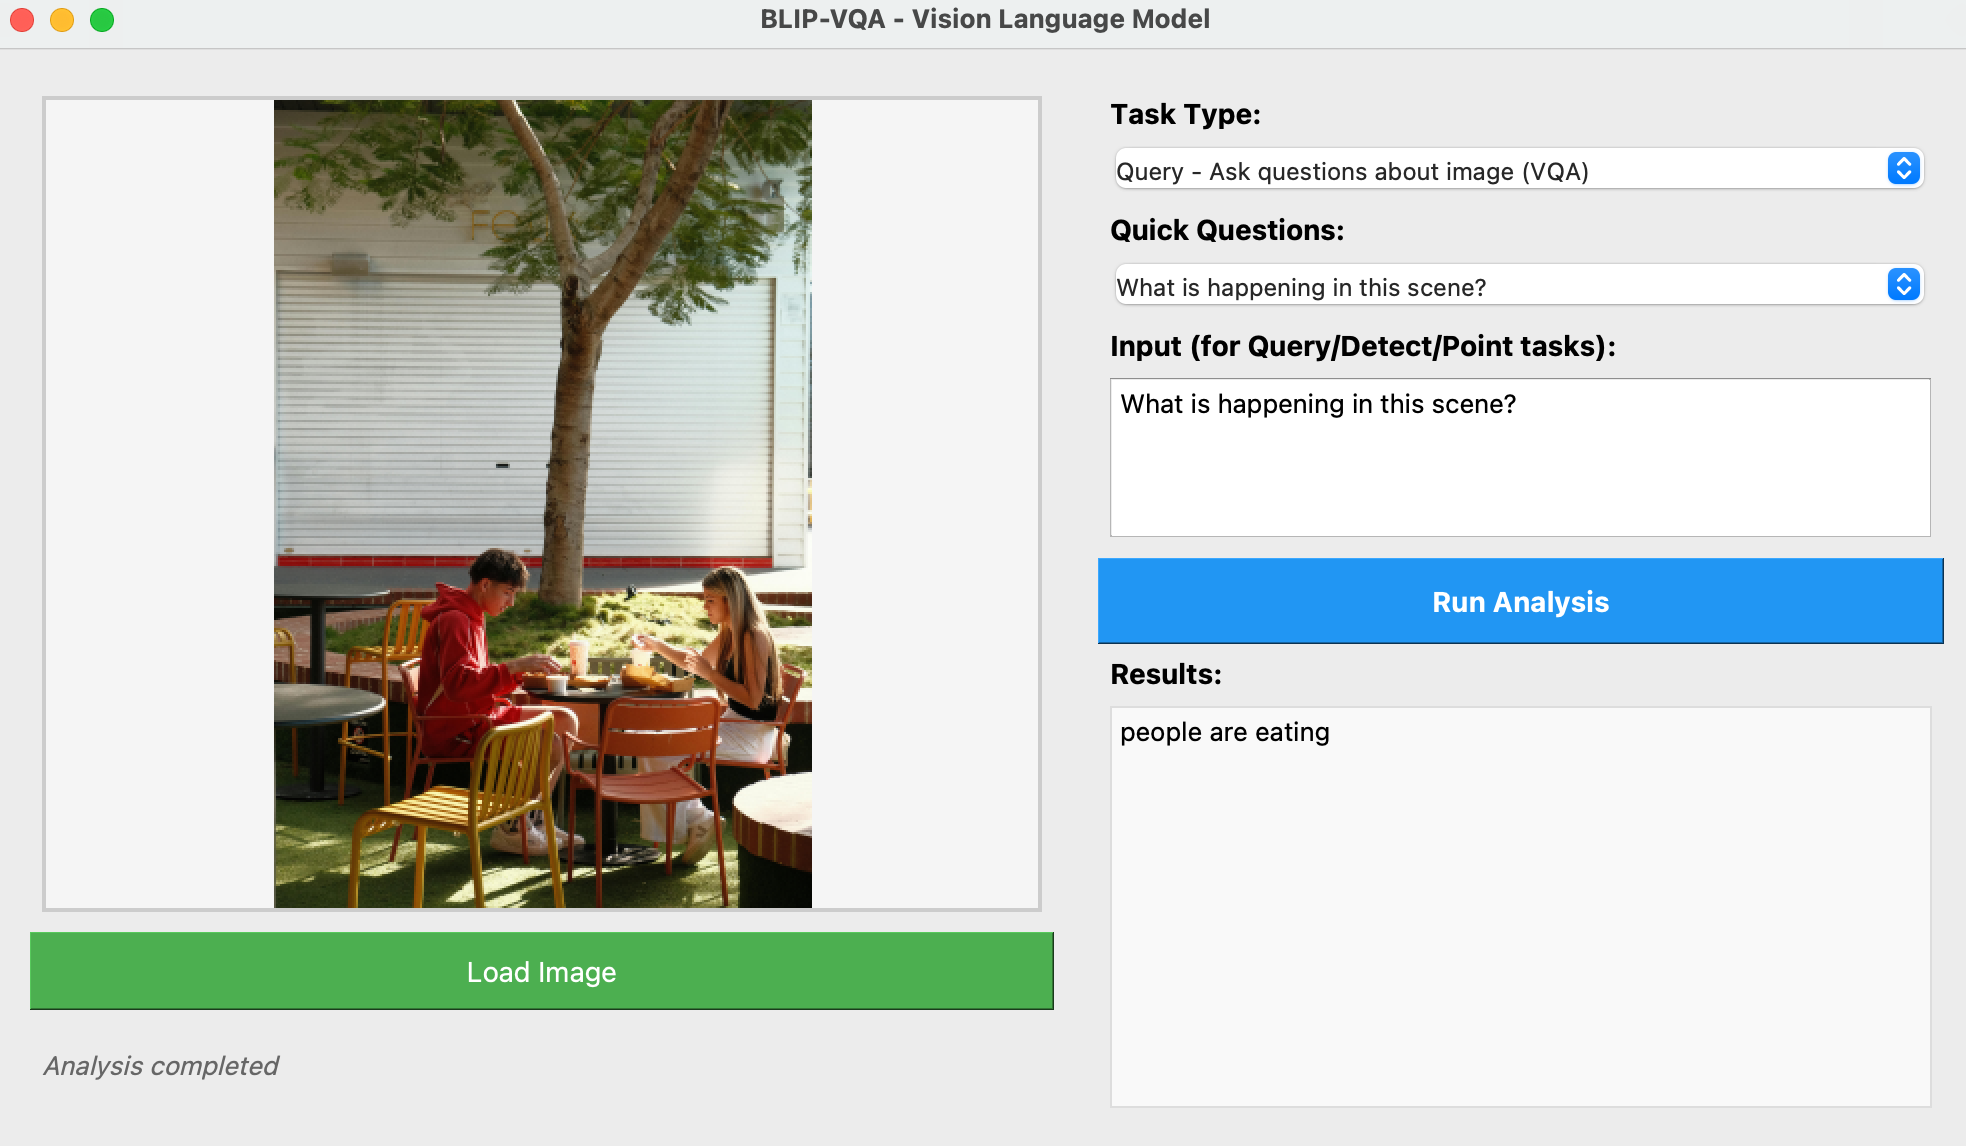 BLIP-VQA - Vision Language Model
Task Type:
Query - Ask questions about image (VQA)
Quick Questions:
What is happening in this scene?
Input (for Query/Detect/Point tasks):
What is happening in this scene?
Run Analysis
Results:
people are eating
Load Image
Analysis completed